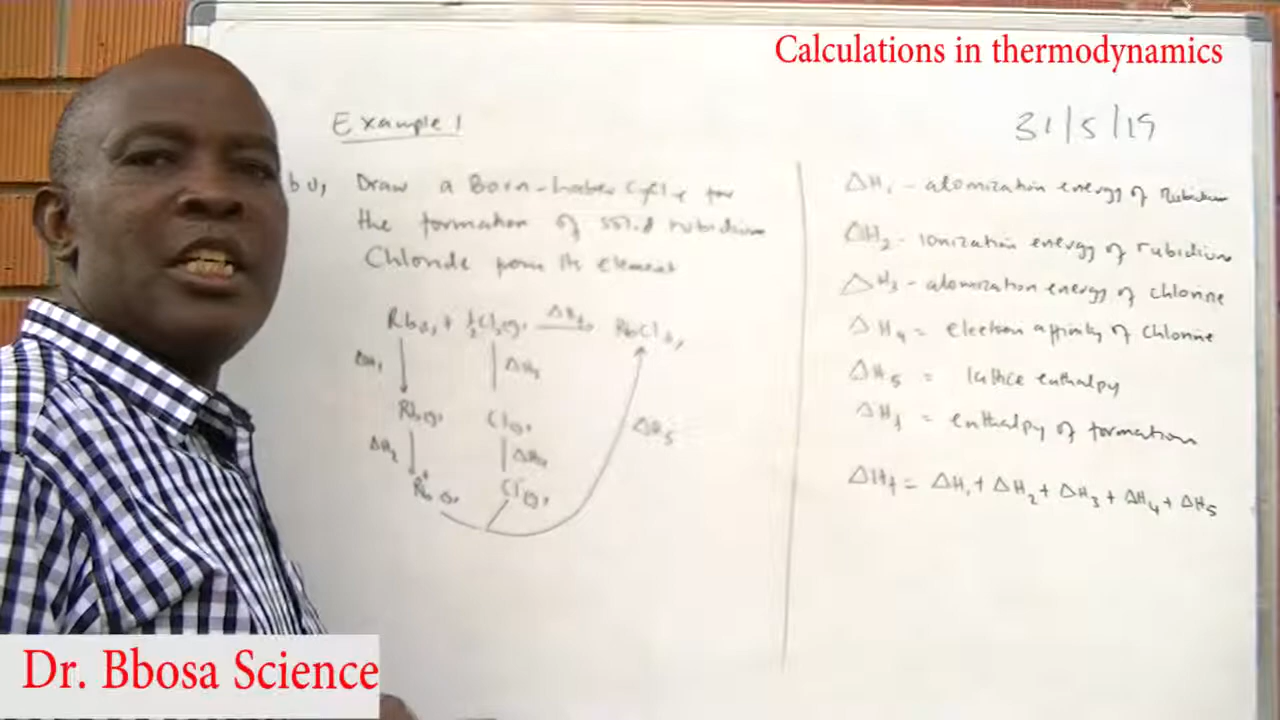 Calculations in thermodynamics
31/5/19
Example 1
Draw a Born-haber cycle for
the formation of solid rubidium
Chloride from its element
Rb(s) + ½Cl₂(g) ΔHf RbCl(s)
ΔH₁ ΔH₃
Rb(g) Cl(g)
ΔH₅
ΔH₂ ΔH₄
Rb⁺(g) Cl⁻(g)
ΔH₁ - atomization energy of Rubidium
ΔH₂ - Ionization energy of rubidium
ΔH₃ - atomization energy of chlorine
ΔH₄ = electron affinity of chlorine
ΔH₅ = lattice enthalpy
ΔHf = enthalpy of formation
ΔHf = ΔH₁ + ΔH₂ + ΔH₃ + ΔH₄ + ΔH₅
Dr. Bbosa Science